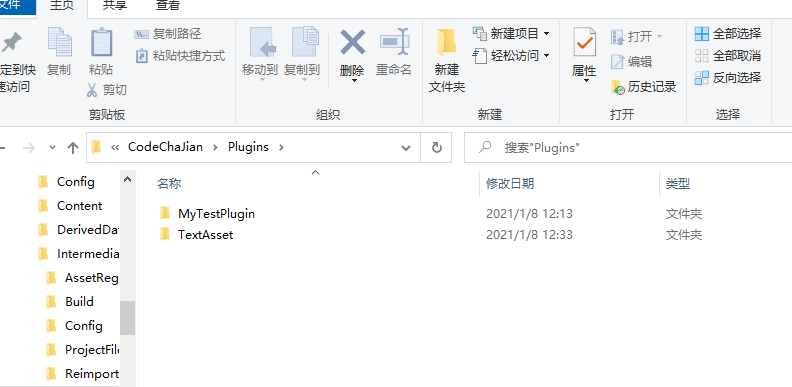 文件 主页 共享 查看
定到快
速访问
复制
粘贴
复制路径
粘贴快捷方式
剪切
剪贴板
移动到 复制到 删除 重命名
组织
新建
文件夹
新建项目
轻松访问
新建
属性
打开
编辑
历史记录
打开
全部选择
全部取消
反向选择
选择
« CodeChaJian > Plugins >
搜索"Plugins"
名称 修改日期 类型
MyTestPlugin 2021/1/8 12:13 文件夹
TextAsset 2021/1/8 12:33 文件夹
Config
Content
DerivedDa
Intermedia
AssetReg
Build
Config
ProjectFile
Reimport